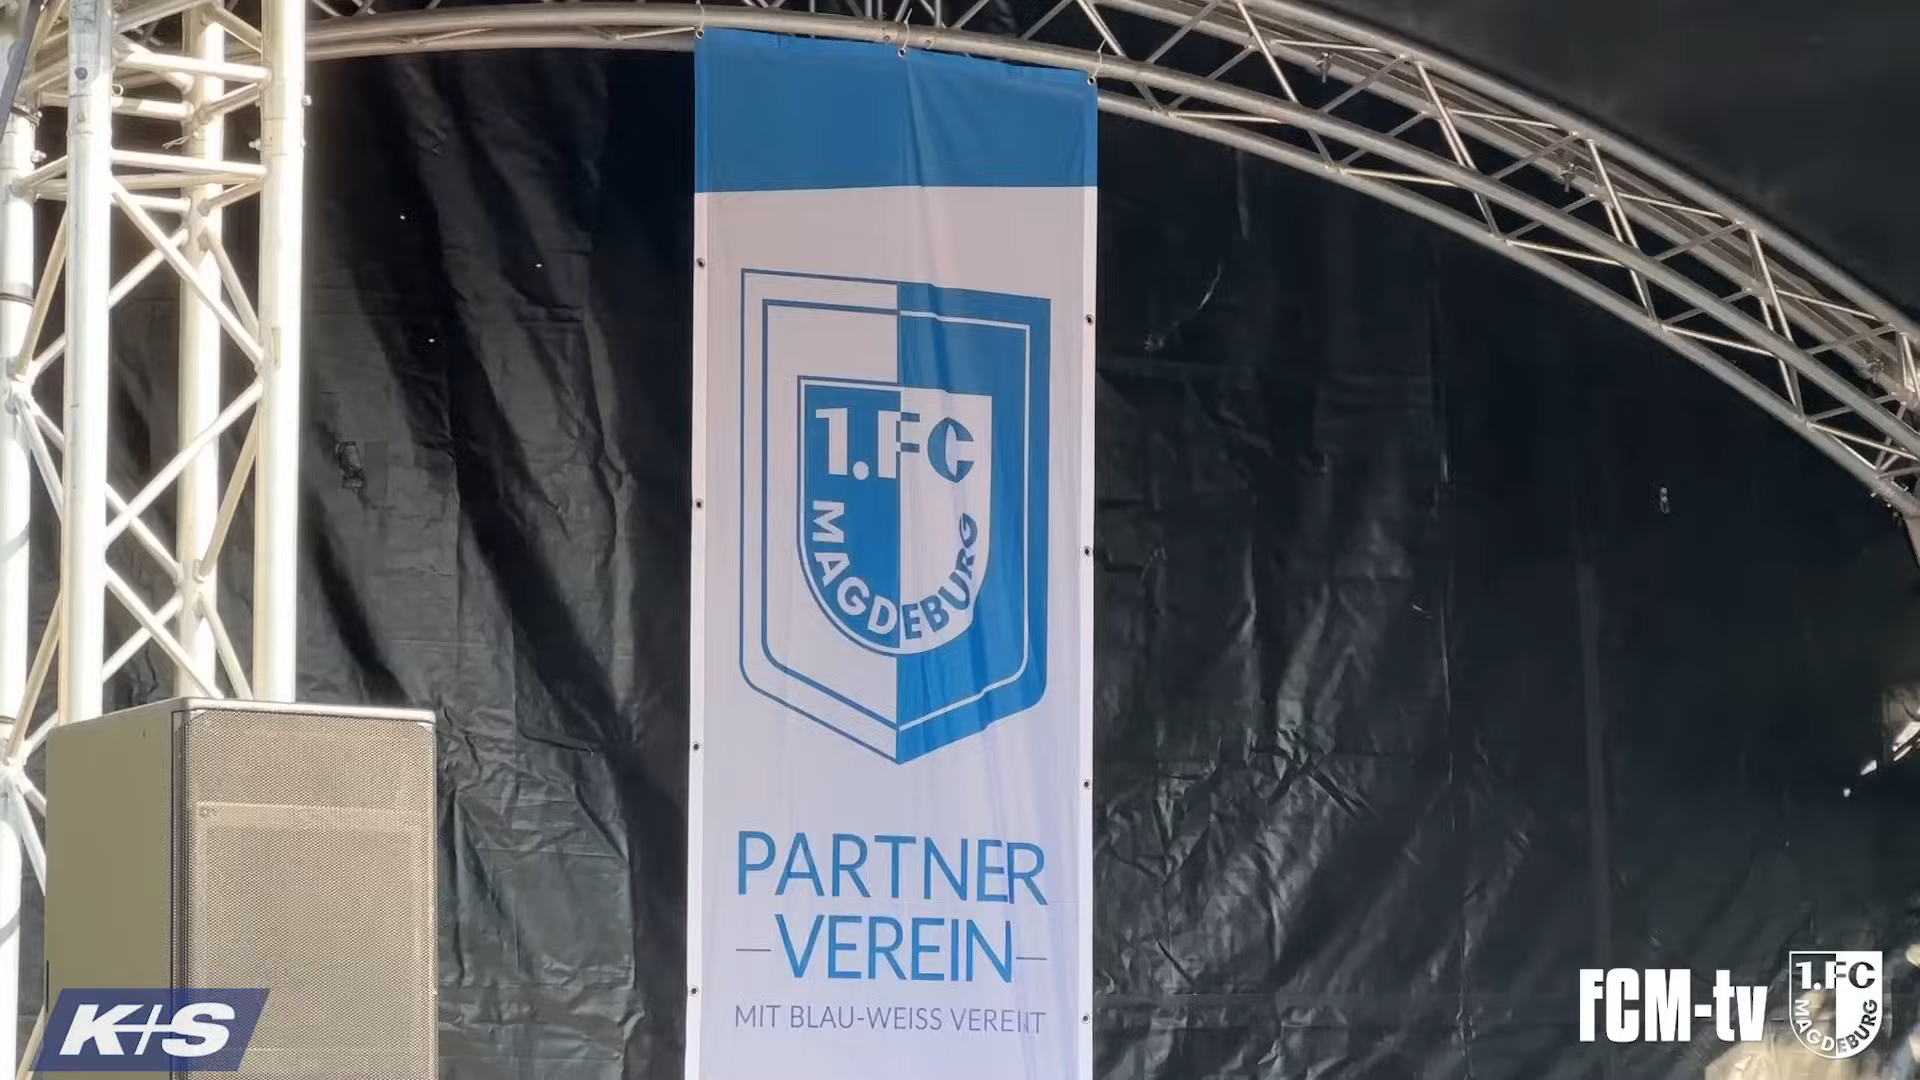 1.FC
MAGDEBURG
PARTNER
VEREIN
MIT BLAU-WEISS VEREINT
K+S
FCM-tv
1.FC
MAGDEBURG